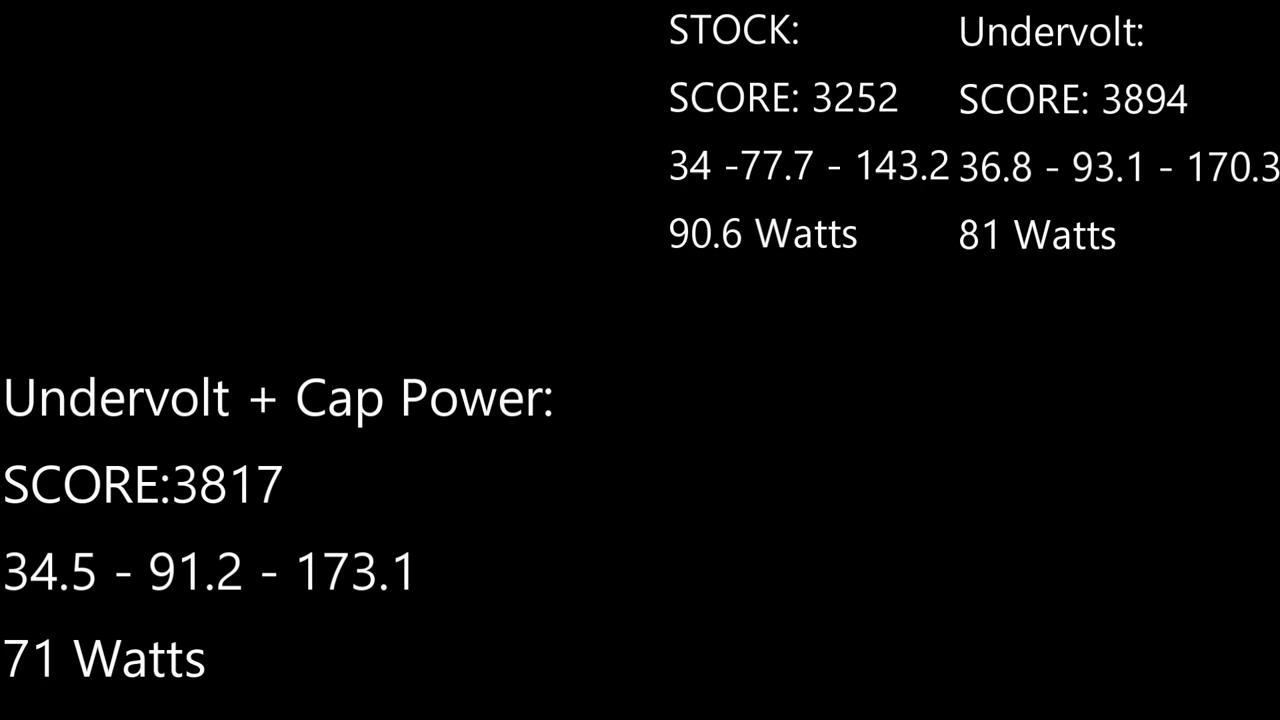 STOCK:
SCORE: 3252
34 -77.7 - 143.2
90.6 Watts
Undervolt:
SCORE: 3894
36.8 - 93.1 - 170.3
81 Watts
Undervolt + Cap Power:
SCORE:3817
34.5 - 91.2 - 173.1
71 Watts